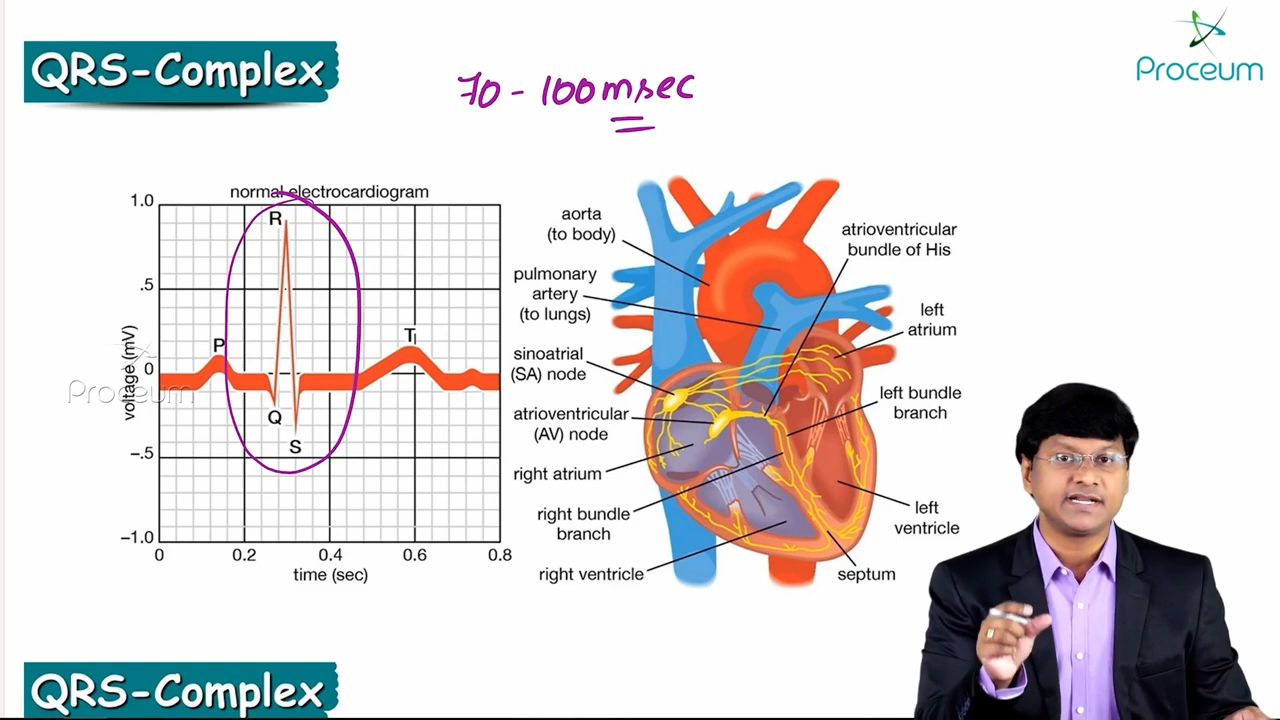 QRS-Complex
70 - 100 msec
Proceum
normal electrocardiogram
1.0
.5
0
-.5
-1.0
voltage (mV)
R
P
Q
S
T
0 0.2 0.4 0.6 0.8
time (sec)
Proceum
aorta
(to body)
pulmonary
artery
(to lungs)
sinoatrial
(SA) node
atrioventricular
(AV) node
right atrium
right bundle
branch
right ventricle
atrioventricular
bundle of His
left
atrium
left bundle
branch
left
ventricle
septum
QRS-Complex